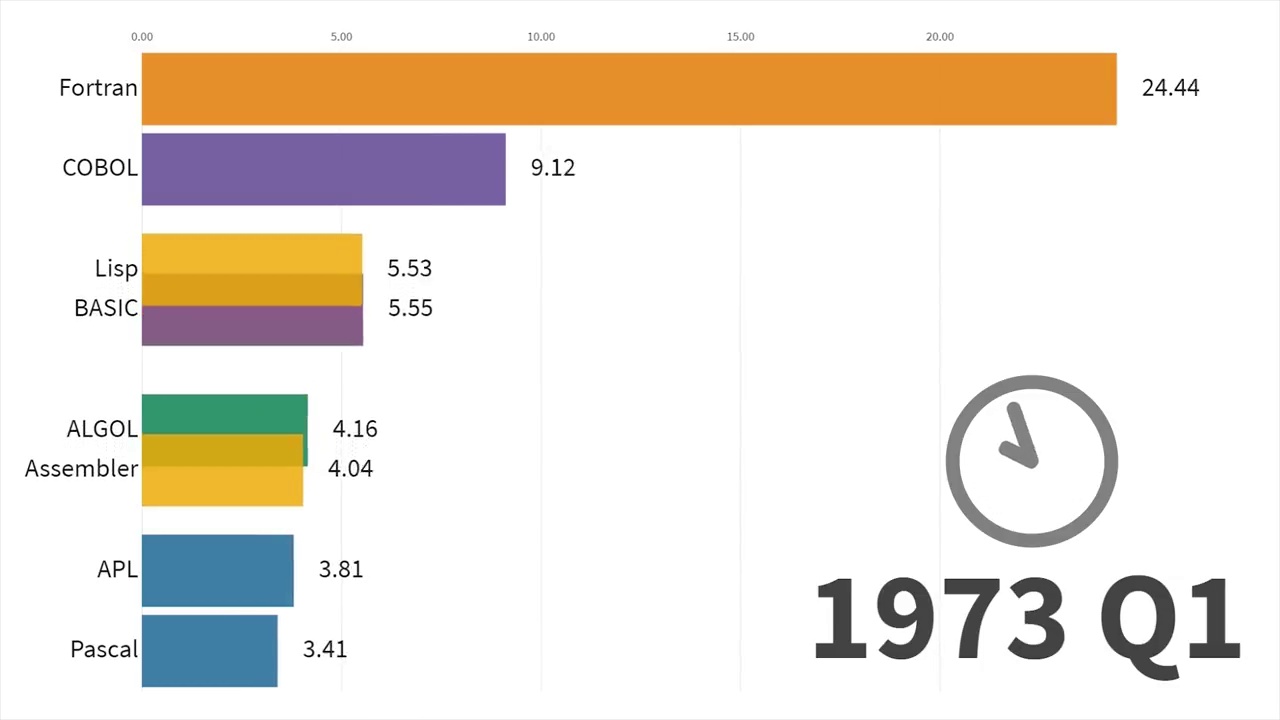 0.00 5.00 10.00 15.00 20.00
Fortran 24.44
COBOL 9.12
Lisp 5.53
BASIC 5.55
ALGOL 4.16
Assembler 4.04
APL 3.81
Pascal 3.41
1973 Q1